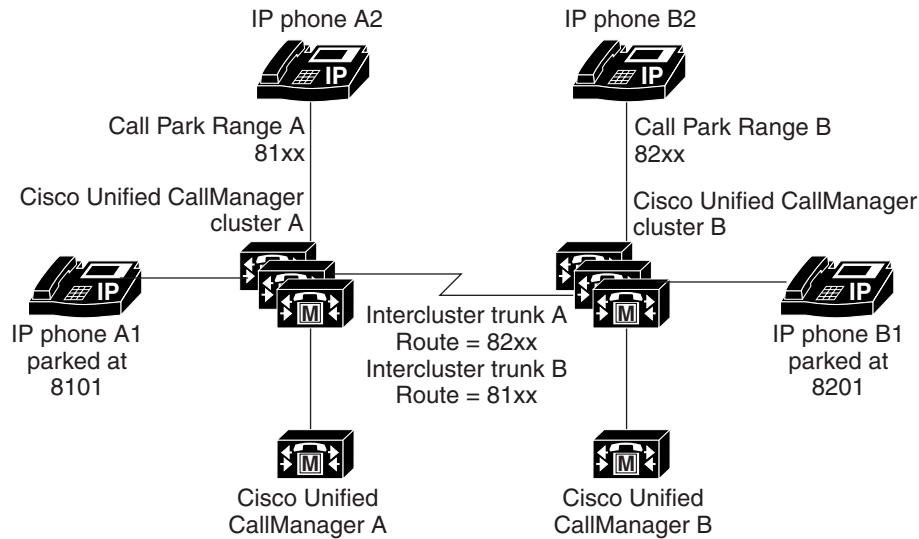 IP phone A2
IP phone B2
IP
IP
Call Park Range A
81xx
Call Park Range B
82xx
Cisco Unified CallManager
cluster A
Cisco Unified CallManager
cluster B
IP
M
M
IP
IP phone A1
parked at
8101
Intercluster trunk A
Route = 82xx
Intercluster trunk B
Route = 81xx
IP phone B1
parked at
8201
M
M
Cisco Unified
CallManager A
Cisco Unified
CallManager B